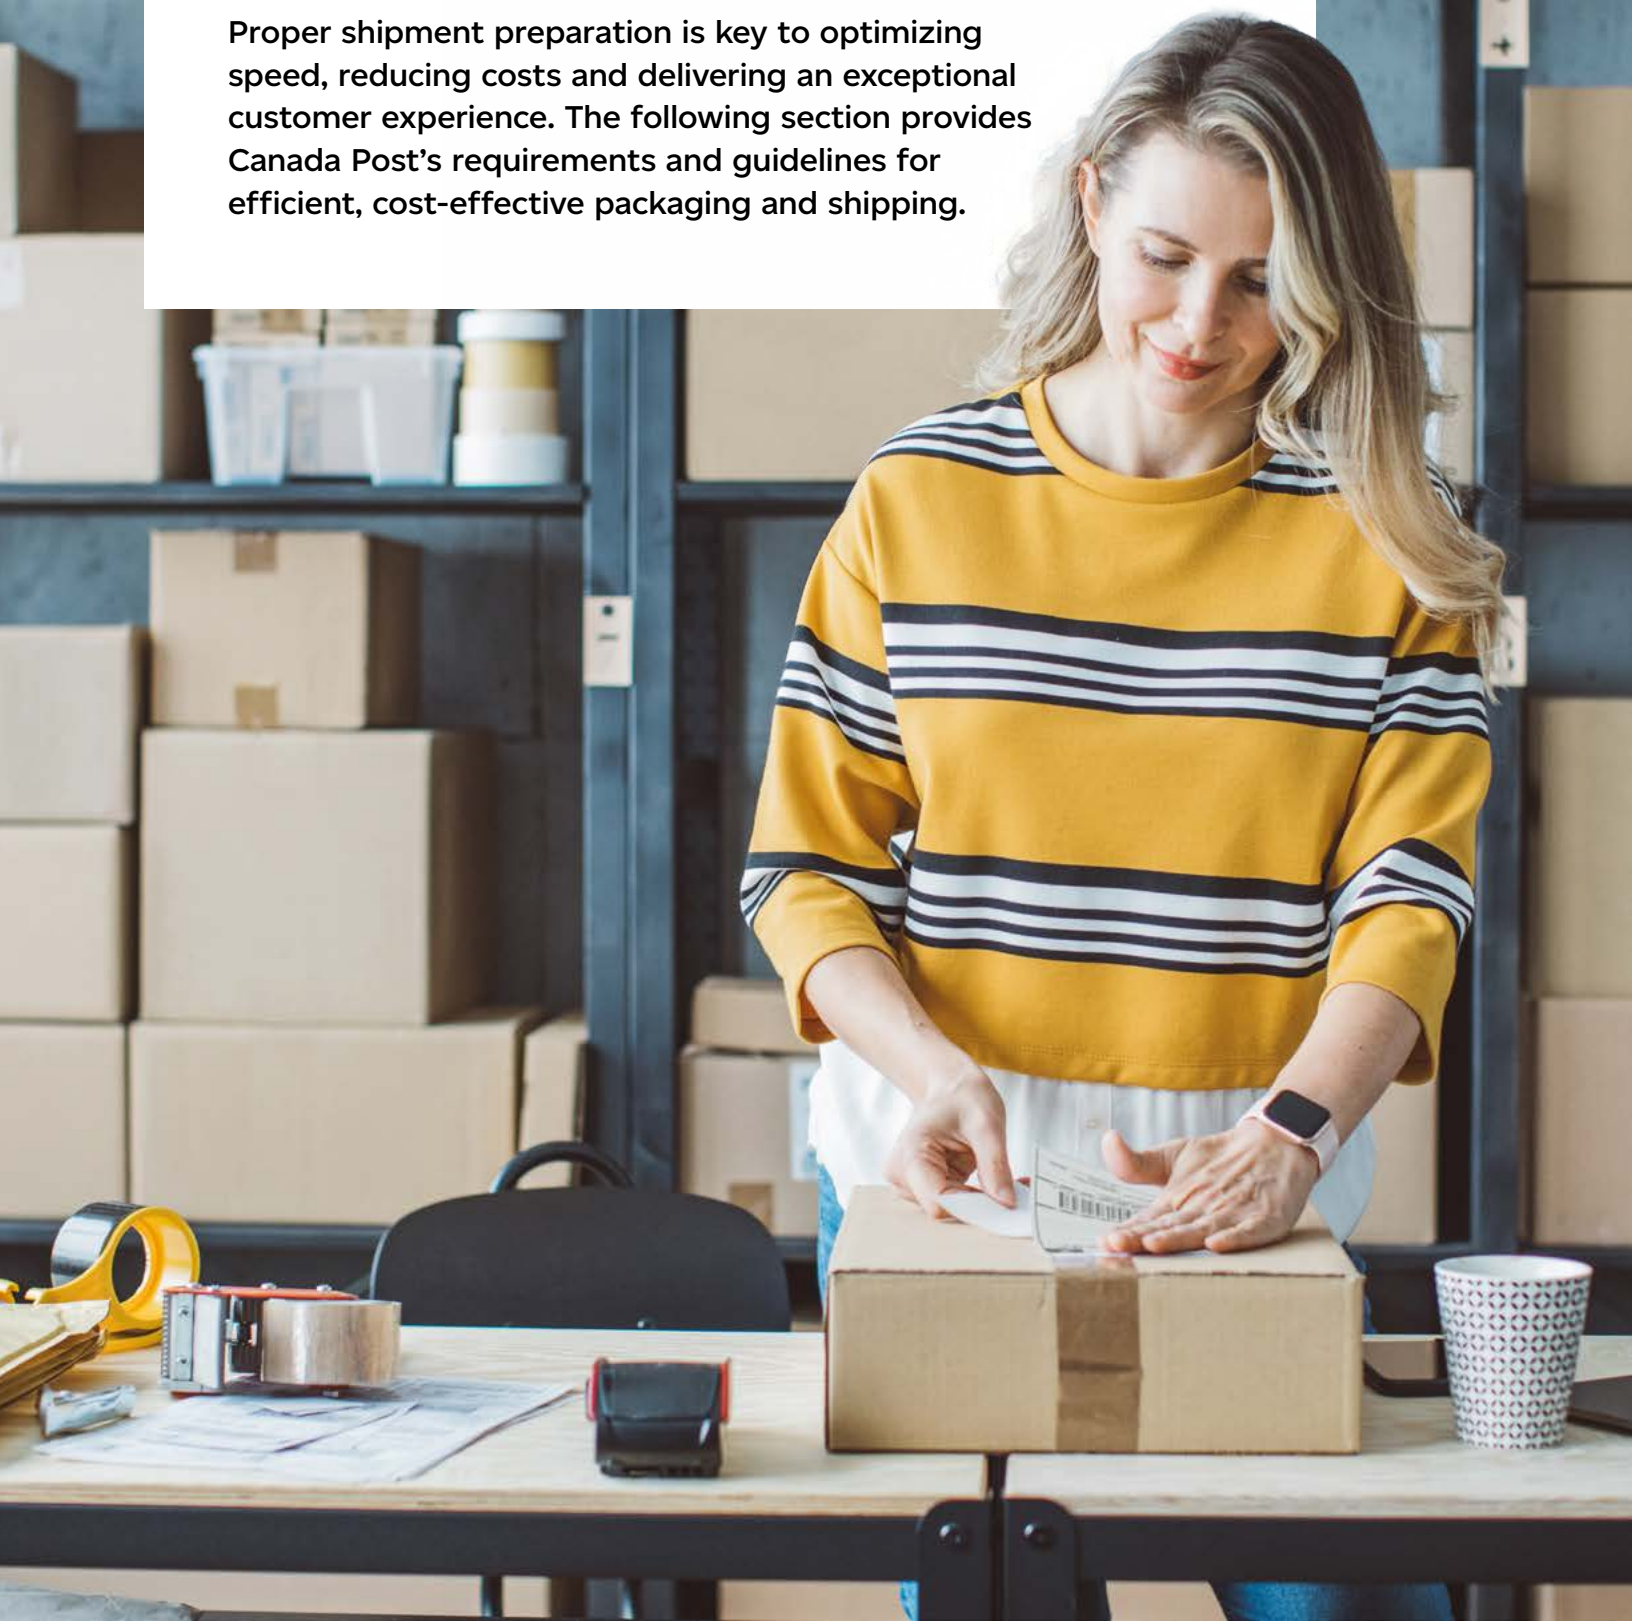 Proper shipment preparation is key to optimizing
speed, reducing costs and delivering an exceptional
customer experience. The following section provides
Canada Post’s requirements and guidelines for
efficient, cost-effective packaging and shipping.